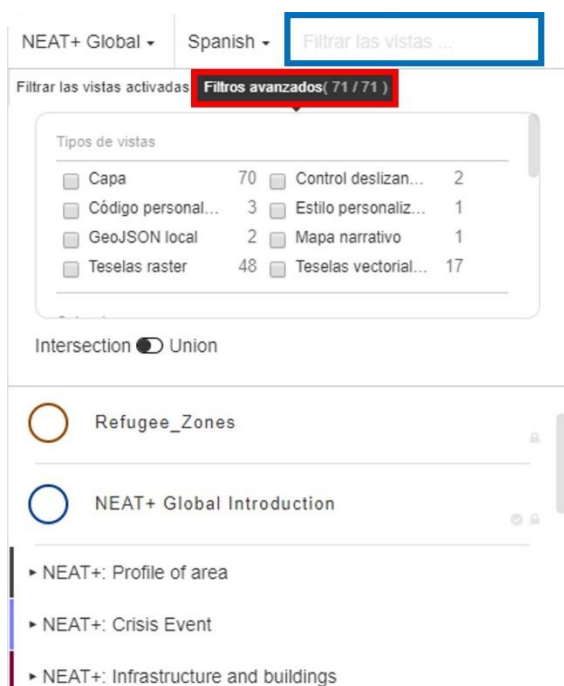 NEAT+ Global Spanish Filtrar las vistas ...
Filtrar las vistas activadas Filtros avanzados( 71 / 71 )
Tipos de vistas
Capa 70 Control deslizan... 2
Código personal... 3 Estilo personaliz... 1
GeoJSON local 2 Mapa narrativo 1
Teselas raster 48 Teselas vectorial... 17
Intersection Union
Refugee_Zones
NEAT+ Global Introduction
NEAT+: Profile of area
NEAT+: Crisis Event
NEAT+: Infrastructure and buildings